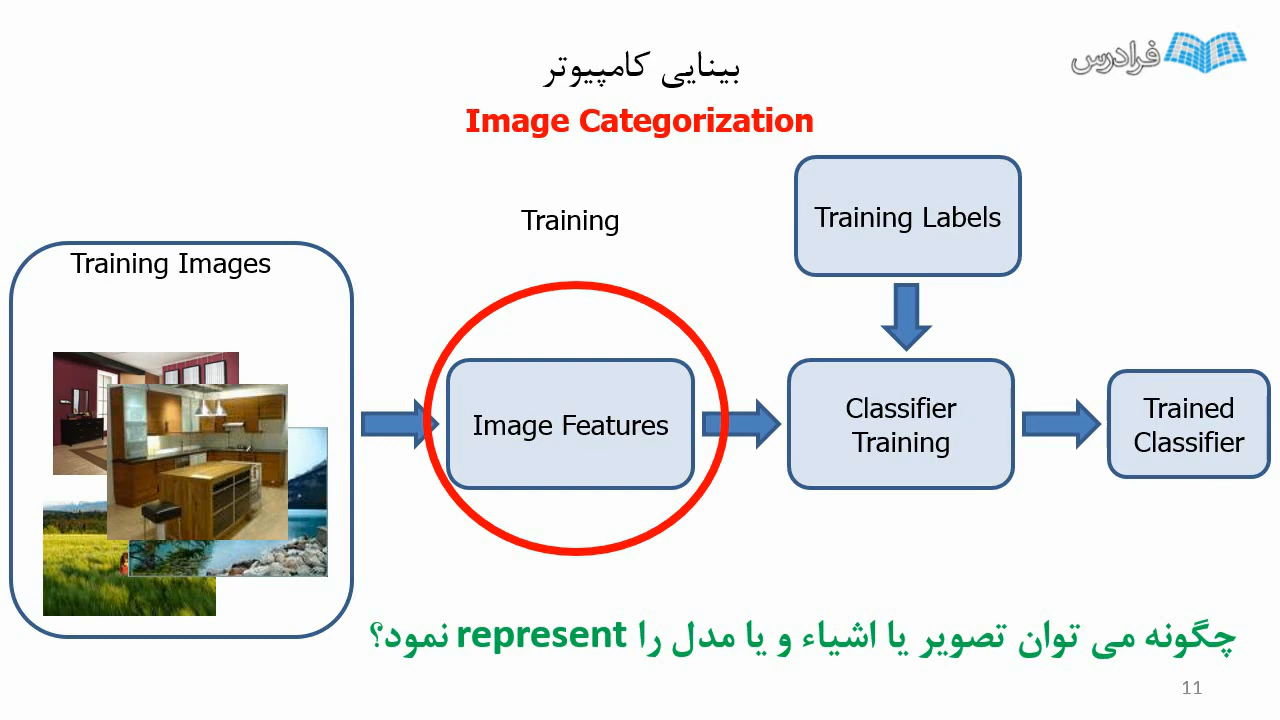 فرادرس
بینایی کامپیوتر
Image Categorization
Training
Training Labels
Training Images
Image Features
Classifier
Training
Trained
Classifier
چگونه می توان تصویر یا اشیاء و یا مدل را represent نمود؟
11